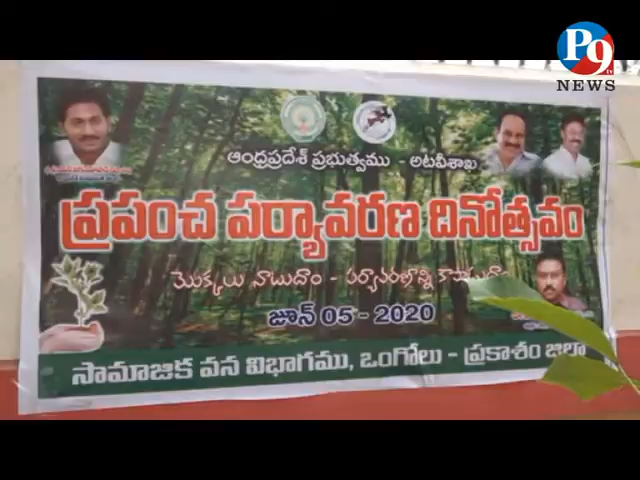 P9 tv
NEWS
ఆంధ్రప్రదేశ్ ప్రభుత్వము - అటవీశాఖ
ప్రపంచ పర్యావరణ దినోత్సవం
మొక్కలు నాటుదాం - పర్యావరణాన్ని కాపాడుదాం
జూన్ 05 - 2020
సామాజిక వన విభాగము, ఒంగోలు - ప్రకాశం జిల్లా